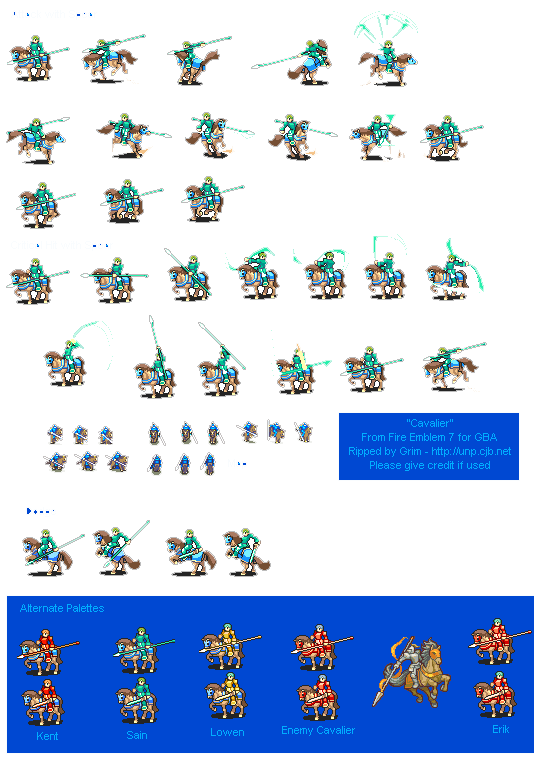 "Cavalier"
From Fire Emblem 7 for GBA
Ripped by Grim - http://unp.cjb.net
Please give credit if used
Alternate Palettes
Kent
Sain
Lowen
Enemy Cavalier
Erik